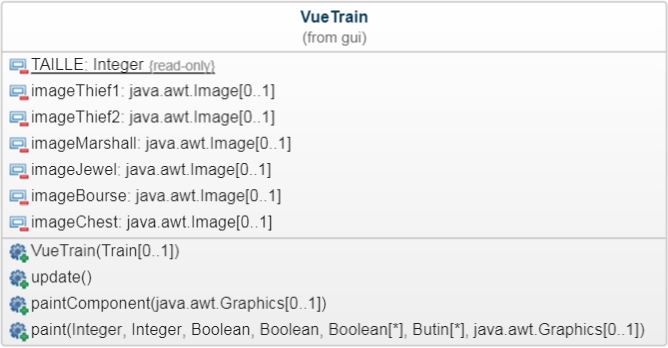 VueTrain
(from gui)
TAILLE: Integer {read-only}
imageThief1: java.awt.Image[0..1]
imageThief2: java.awt.Image[0..1]
imageMarshall: java.awt.Image[0..1]
imageJewel: java.awt.Image[0..1]
imageBourse: java.awt.Image[0..1]
imageChest: java.awt.Image[0..1]
VueTrain(Train[0..1])
update()
paintComponent(java.awt.Graphics[0..1])
paint(Integer, Integer, Boolean, Boolean, Boolean[*], Butin[*], java.awt.Graphics[0..1])